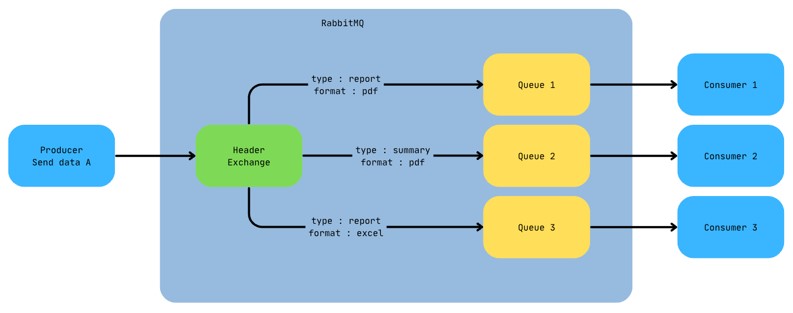 RabbitMQ
type : report
format : pdf
Queue 1
Consumer 1
Producer
Send data A
Header
Exchange
type : summary
format : pdf
Queue 2
Consumer 2
type : report
format : excel
Queue 3
Consumer 3